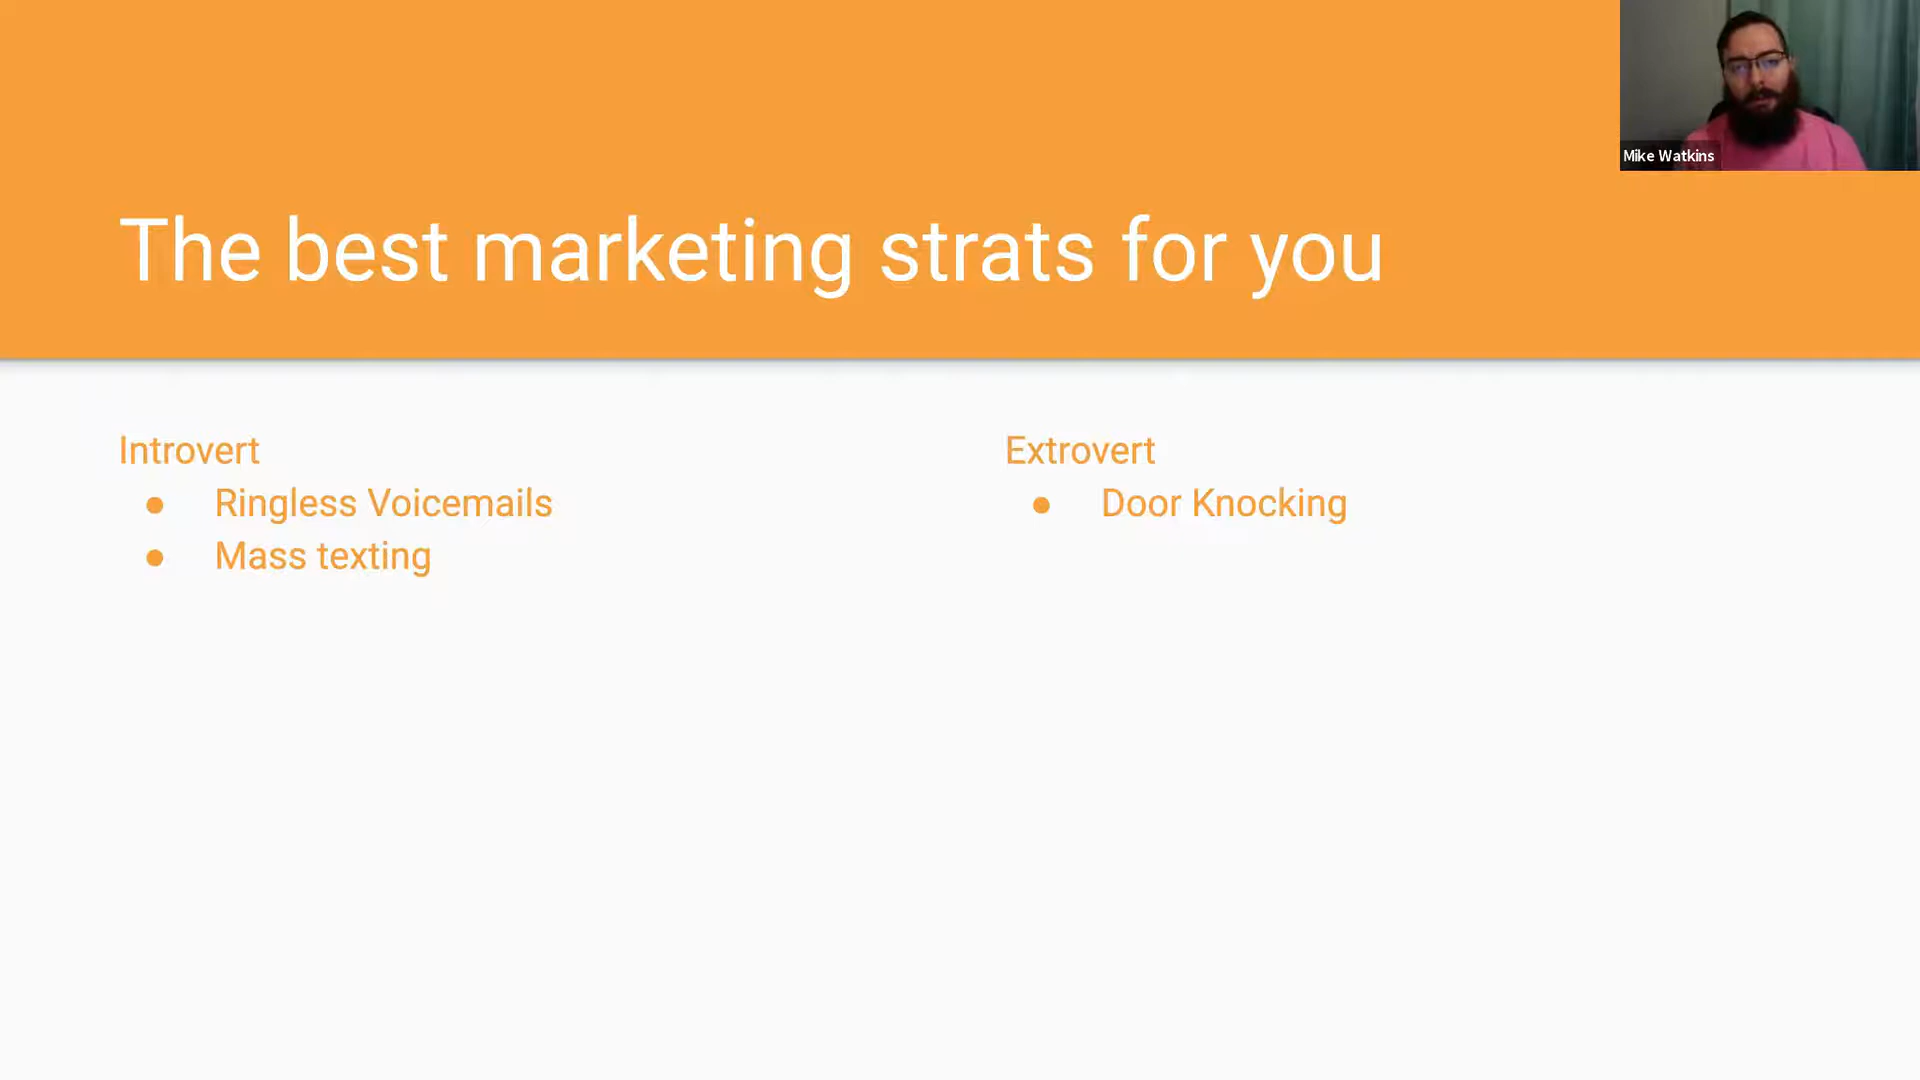 Mike Watkins
The best marketing strats for you
Introvert
● Ringless Voicemails
● Mass texting
Extrovert
● Door Knocking